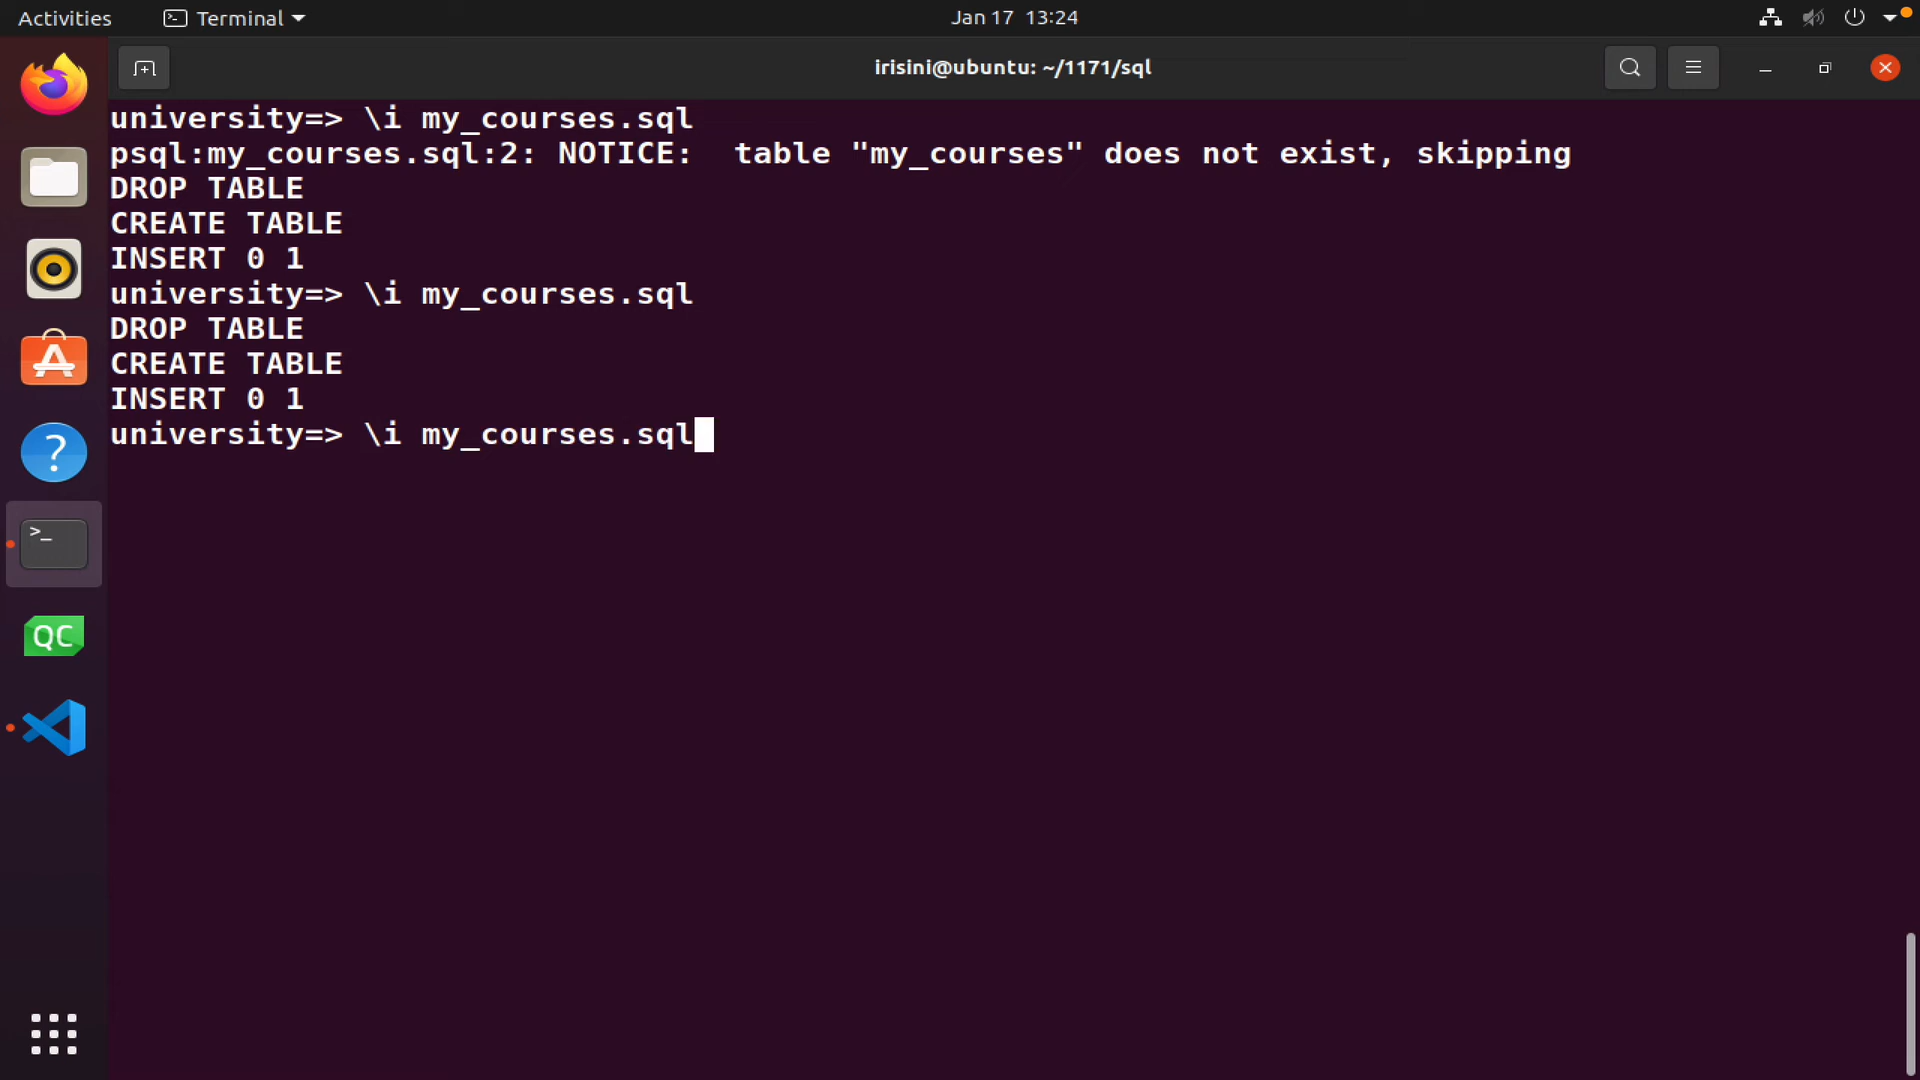 Activities
Terminal
Jan 17 13:24
irisini@ubuntu: ~/1171/sql
university=> \i my_courses.sql
psql:my_courses.sql:2: NOTICE:  table "my_courses" does not exist, skipping
DROP TABLE
CREATE TABLE
INSERT 0 1
university=> \i my_courses.sql
DROP TABLE
CREATE TABLE
INSERT 0 1
university=> \i my_courses.sql
?
>_
QC